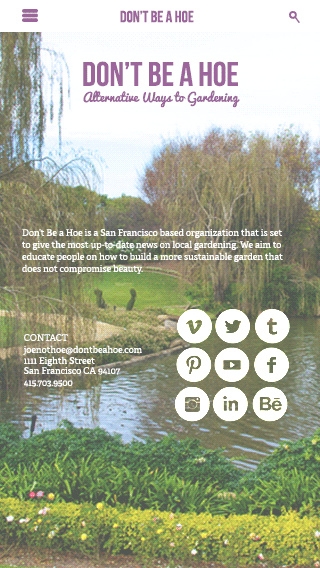 DON'T BE A HOE
DON'T BE A HOE
Alternative Ways to Gardening
Don't Be a Hoe is a San Francisco based organization that is set
to give the most up-to-date news on local gardening. We aim to
educate people on how to build a more sustainable garden that
does not compromise beauty.
CONTACT
joenothoe@dontbeahoe.com
1111 Eighth Street
San Francisco CA 94107
415.703.9500
in
Bē